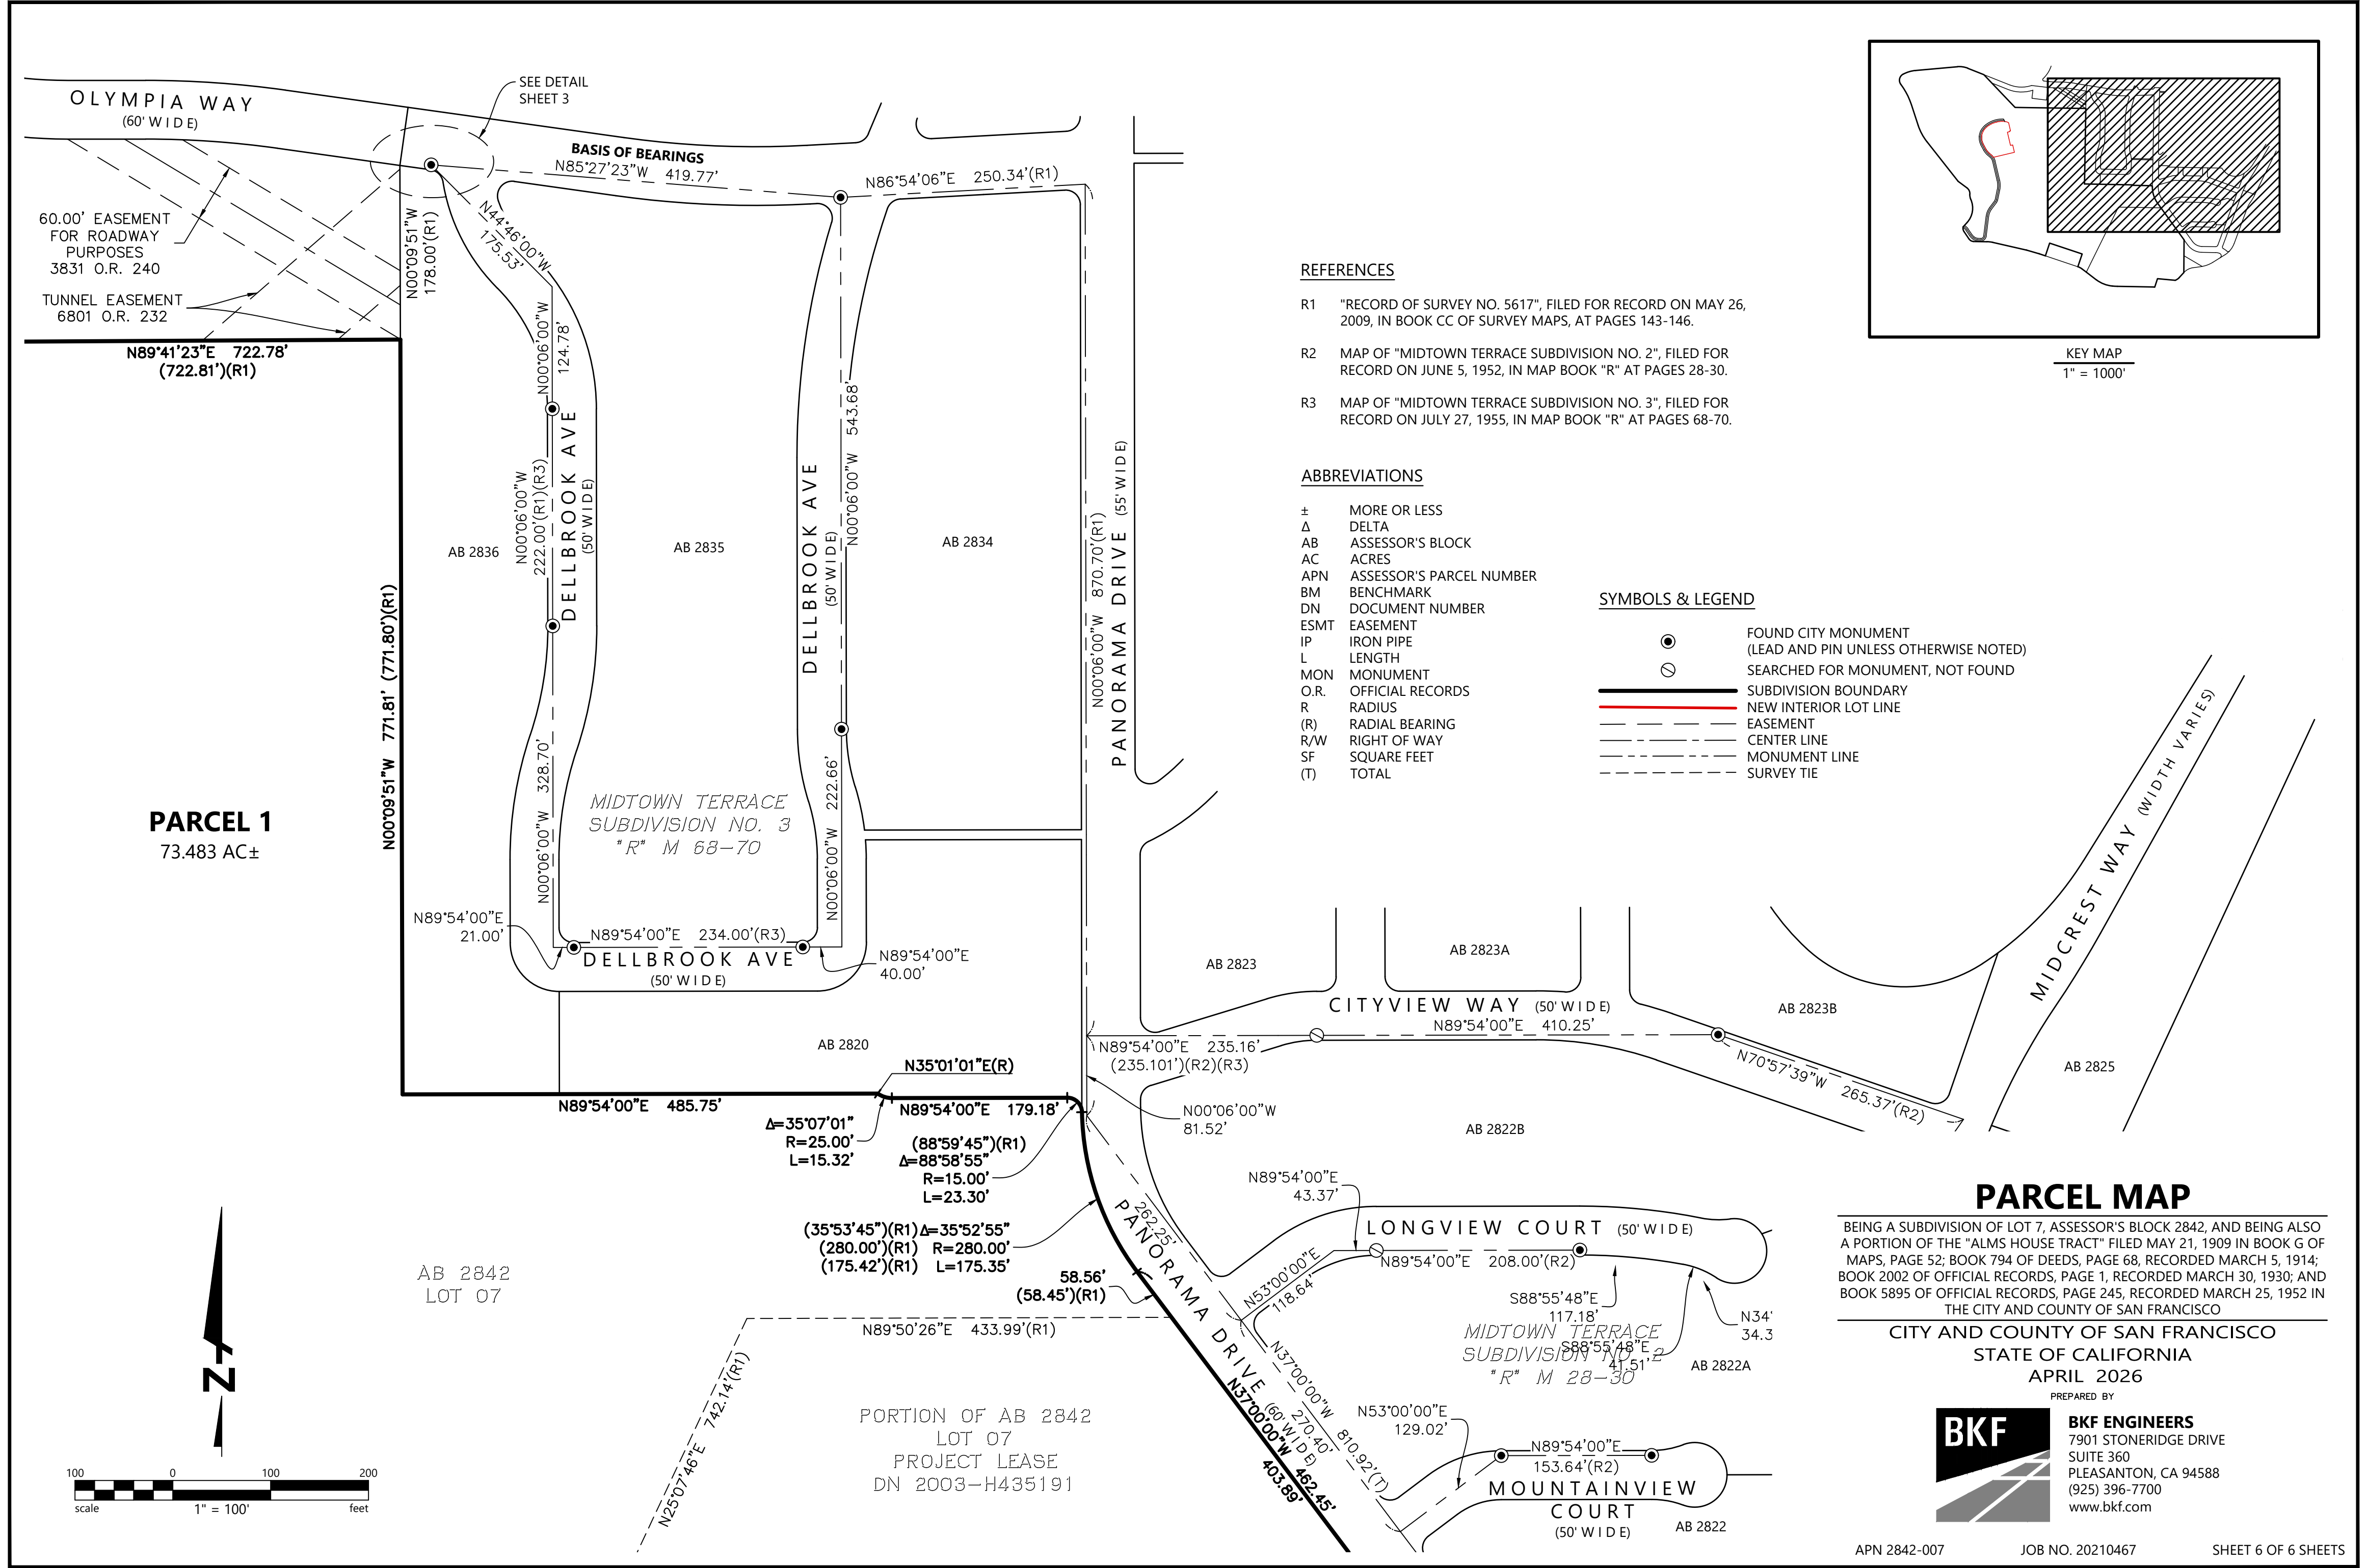 OLYMPIA WAY
(60' WIDE)
SEE DETAIL
SHEET 3
BASIS OF BEARINGS
N85°27'23"W 419.77'
N86°54'06"E 250.34'(R1)
60.00' EASEMENT
FOR ROADWAY
PURPOSES
3831 O.R. 240
TUNNEL EASEMENT
6801 O.R. 232
N00°09'51"W
178.00'(R1)
N44°46'00"W
175.53'
N00°06'00"W
124.78'
N89°41'23"E 722.78'
(722.81')(R1)
N00°06'00"W
222.00'(R1)(R3)
DELLBROOK AVE
(50' WIDE)
AB 2836
AB 2835
DELLBROOK AVE
(50' WIDE)
N00°06'00"W 543.68'
AB 2834
N00°06'00"W 870.70'(R1)
PANORAMA DRIVE (55' WIDE)
N00°09'51"W 771.81' (771.80')(R1)
PARCEL 1
73.483 AC±
N00°06'00"W 328.70'
MIDTOWN TERRACE
SUBDIVISION NO. 3
"R" M 68-70
N00°06'00"W 222.66'
N89°54'00"E
21.00'
N89°54'00"E 234.00'(R3)
DELLBROOK AVE
(50' WIDE)
N89°54'00"E
40.00'
AB 2820
N35°01'01"E(R)
N89°54'00"E 485.75'
N89°54'00"E 179.18'
Δ=35°07'01"
R=25.00'
L=15.32'
(88°59'45")(R1)
Δ=88°58'55"
R=15.00'
L=23.30'
(35°53'45")(R1) Δ=35°52'55"
(280.00')(R1) R=280.00'
(175.42')(R1) L=175.35'
58.56'
(58.45')(R1)
N89°50'26"E 433.99'(R1)
N25°07'46"E 742.14'(R1)
AB 2842
LOT 07
PORTION OF AB 2842
LOT 07
PROJECT LEASE
DN 2003-H435191
N
100 0 100 200
scale 1" = 100' feet
AB 2823
AB 2823A
AB 2823B
AB 2825
CITYVIEW WAY (50' WIDE)
N89°54'00"E 410.25'
N89°54'00"E 235.16'
(235.101')(R2)(R3)
N70°57'39"W 265.37'(R2)
MIDCREST WAY (WIDTH VARIES)
N00°06'00"W
81.52'
AB 2822B
262.25'
PANORAMA DRIVE
(60' WIDE)
N37°00'00"W 462.45'
403.89'
N37°00'00"W 810.92'(T)
270.40'
N89°54'00"E
43.37'
LONGVIEW COURT (50' WIDE)
N89°54'00"E 208.00'(R2)
N53°00'00"E
118.64'
S88°55'48"E
117.18'
N34°
34.3
MIDTOWN TERRACE
SUBDIVISION NO. 2
"R" M 28-30
S88°55'48"E
41.51'
AB 2822A
N53°00'00"E
129.02'
N89°54'00"E
153.64'(R2)
MOUNTAINVIEW
COURT
(50' WIDE)
AB 2822
REFERENCES
R1 "RECORD OF SURVEY NO. 5617", FILED FOR RECORD ON MAY 26,
2009, IN BOOK CC OF SURVEY MAPS, AT PAGES 143-146.
R2 MAP OF "MIDTOWN TERRACE SUBDIVISION NO. 2", FILED FOR
RECORD ON JUNE 5, 1952, IN MAP BOOK "R" AT PAGES 28-30.
R3 MAP OF "MIDTOWN TERRACE SUBDIVISION NO. 3", FILED FOR
RECORD ON JULY 27, 1955, IN MAP BOOK "R" AT PAGES 68-70.
ABBREVIATIONS
± MORE OR LESS
Δ DELTA
AB ASSESSOR'S BLOCK
AC ACRES
APN ASSESSOR'S PARCEL NUMBER
BM BENCHMARK
DN DOCUMENT NUMBER
ESMT EASEMENT
IP IRON PIPE
L LENGTH
MON MONUMENT
O.R. OFFICIAL RECORDS
R RADIUS
(R) RADIAL BEARING
R/W RIGHT OF WAY
SF SQUARE FEET
(T) TOTAL
SYMBOLS & LEGEND
FOUND CITY MONUMENT
(LEAD AND PIN UNLESS OTHERWISE NOTED)
SEARCHED FOR MONUMENT, NOT FOUND
SUBDIVISION BOUNDARY
NEW INTERIOR LOT LINE
EASEMENT
CENTER LINE
MONUMENT LINE
SURVEY TIE
KEY MAP
1" = 1000'
PARCEL MAP
BEING A SUBDIVISION OF LOT 7, ASSESSOR'S BLOCK 2842, AND BEING ALSO
A PORTION OF THE "ALMS HOUSE TRACT" FILED MAY 21, 1909 IN BOOK G OF
MAPS, PAGE 52; BOOK 794 OF DEEDS, PAGE 68, RECORDED MARCH 5, 1914;
BOOK 2002 OF OFFICIAL RECORDS, PAGE 1, RECORDED MARCH 30, 1930; AND
BOOK 5895 OF OFFICIAL RECORDS, PAGE 245, RECORDED MARCH 25, 1952 IN
THE CITY AND COUNTY OF SAN FRANCISCO
CITY AND COUNTY OF SAN FRANCISCO
STATE OF CALIFORNIA
APRIL 2026
PREPARED BY
BKF
BKF ENGINEERS
7901 STONERIDGE DRIVE
SUITE 360
PLEASANTON, CA 94588
(925) 396-7700
www.bkf.com
APN 2842-007 JOB NO. 20210467 SHEET 6 OF 6 SHEETS